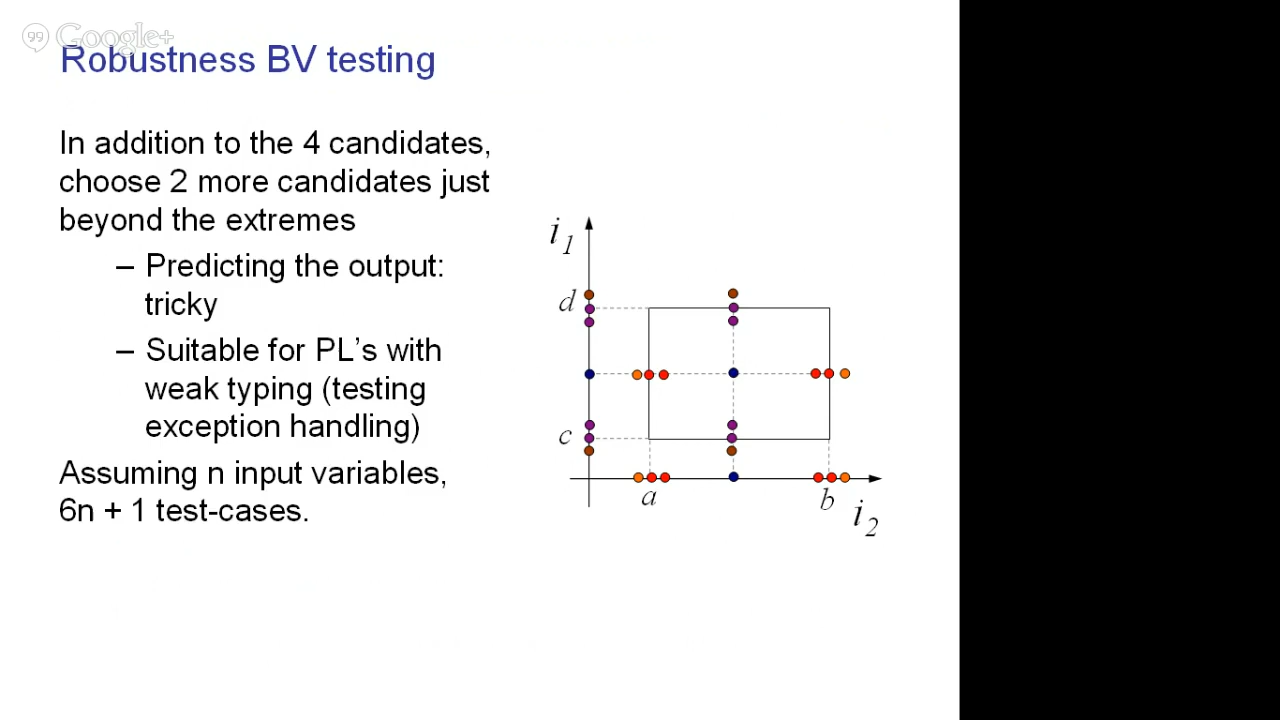 Google+
Robustness BV testing
In addition to the 4 candidates,
choose 2 more candidates just
beyond the extremes
– Predicting the output:
tricky
– Suitable for PL's with
weak typing (testing
exception handling)
Assuming n input variables,
6n + 1 test-cases.
i1
d
c
a
b
i2